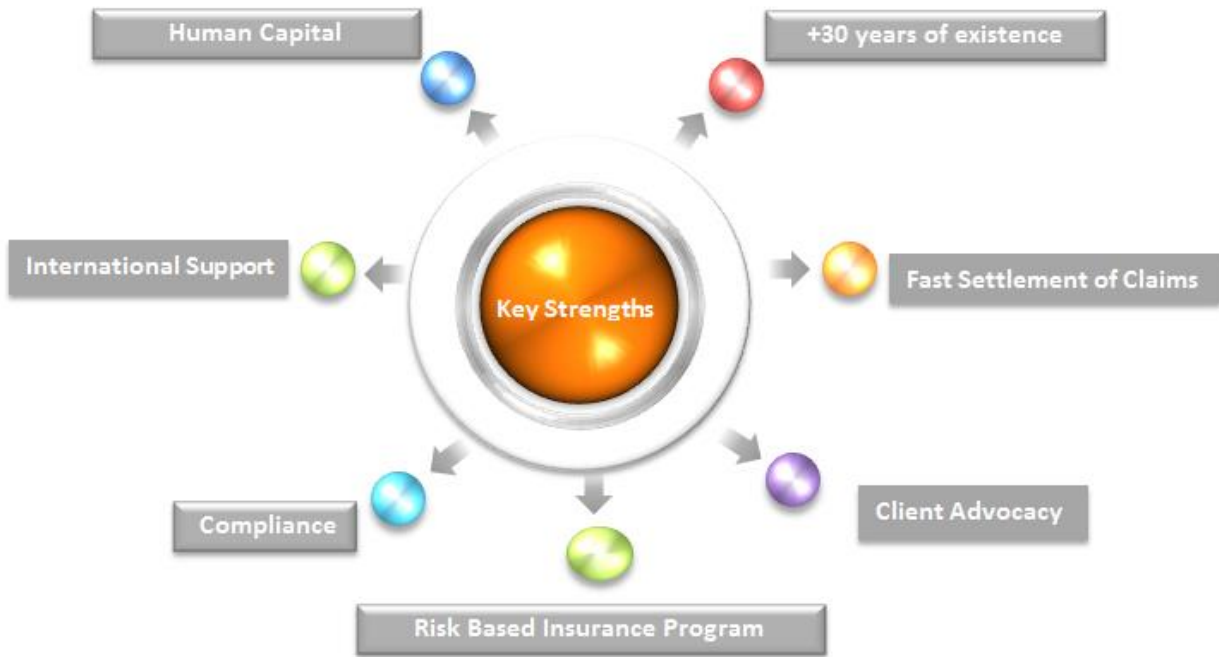 Human Capital
+30 years of existence
International Support
Key Strengths
Fast Settlement of Claims
Compliance
Client Advocacy
Risk Based Insurance Program